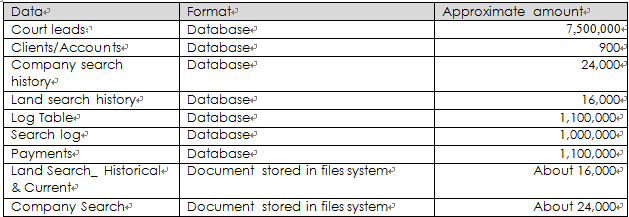 Data Format Approximate amount
Court leads: Database 7,500,000
Clients/Accounts Database 900
Company search Database 24,000
history
Land search history Database 16,000
Log Table Database 1,100,000
Search log Database 1,000,000
Payments Database 1,100,000
Land Search_ Historical Document stored in files system About 16,000
& Current
Company Search Document stored in files system About 24,000